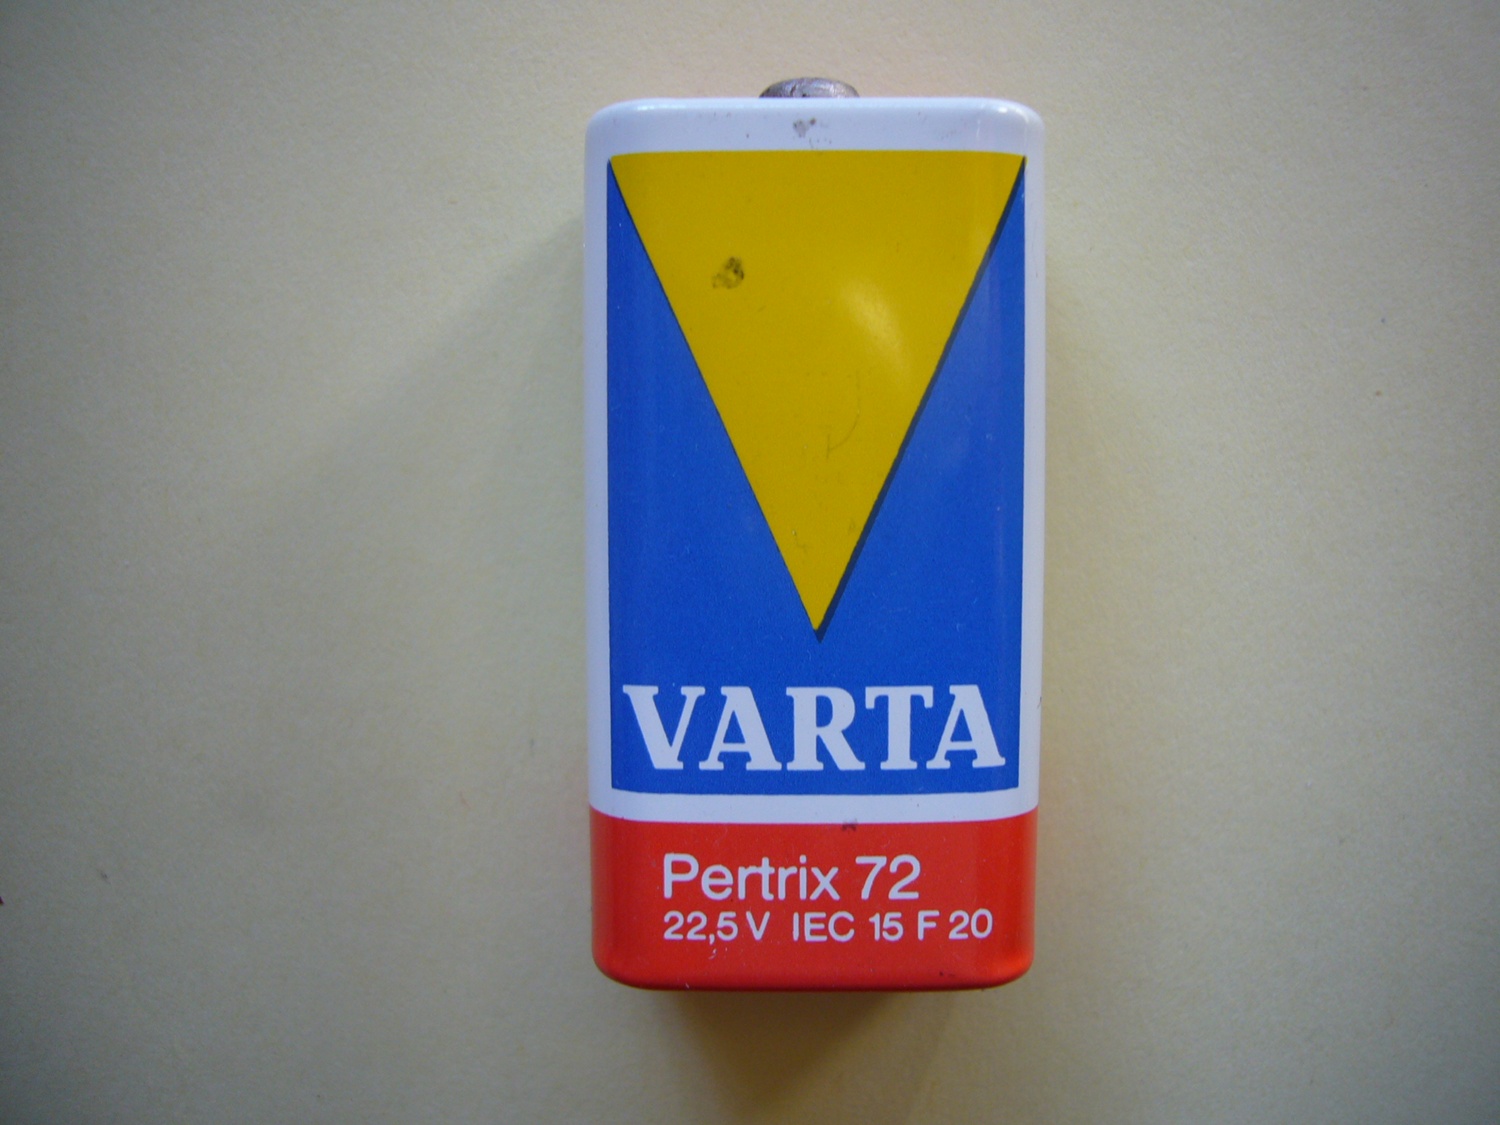 VARTA
Pertrix 72
22,5 V IEC 15 F 20